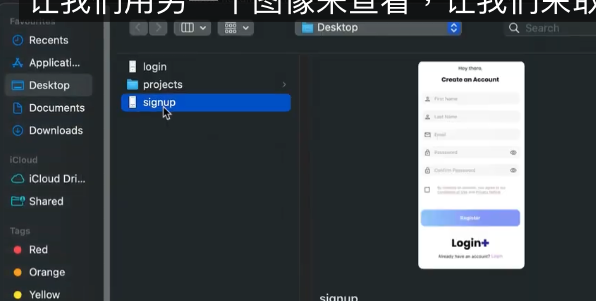 让我们用另一个图像来查看，让我们来取
Favourites
Recents
Applicati...
Desktop
Documents
Downloads
iCloud
iCloud Dri...
Shared
Tags
Red
Orange
Yellow
Desktop
Search
login
projects
signup
Hey there,
Create an Account
First name
Last name
Email
Password
Confirm Password
Register
Login+
Already have an account? Login
signup